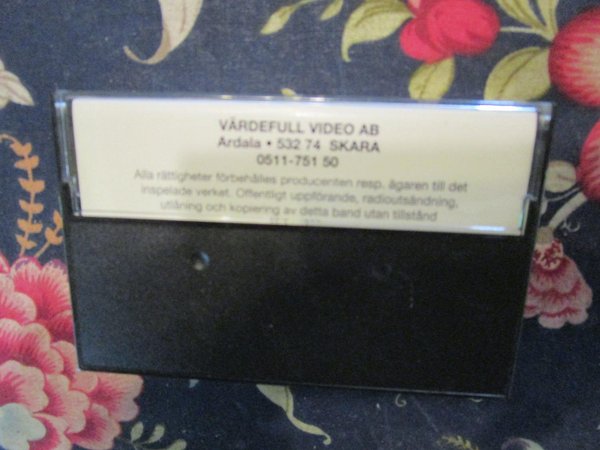 VÄRDEFULL VIDEO AB
Ardala • 532 74 SKARA
0511-751 50
Alla rättigheter förbehålles producenten resp. ägaren till det
inspelade verket. Offentligt uppförande, radioutsändning,
utlåning och kopiering av detta band utan tillstånd